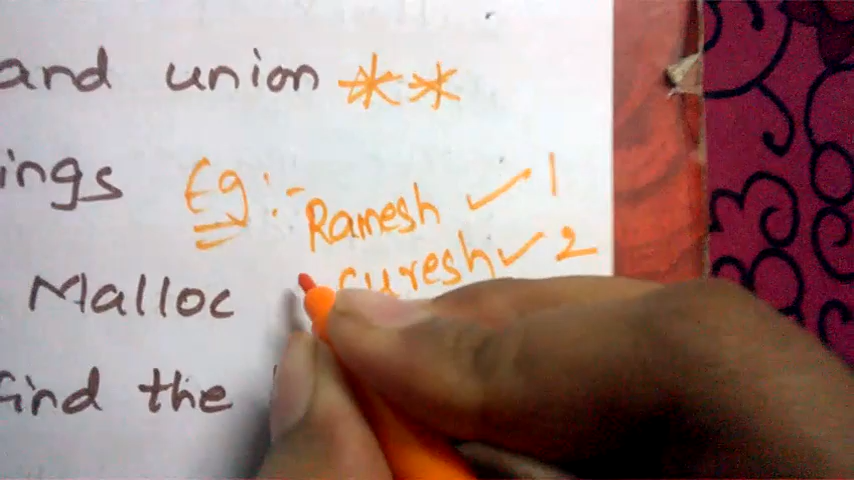 and union **
ings Eg:- Ramesh ✓ 1
Suresh ✓ 2
Malloc
find the